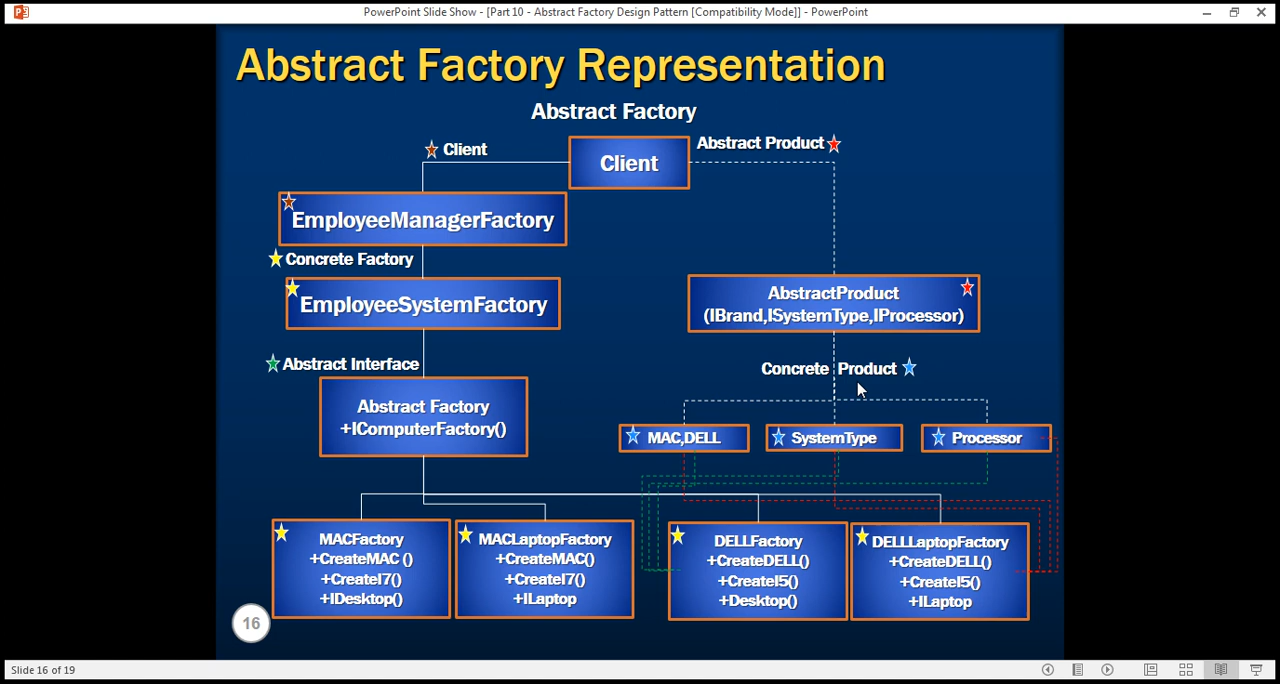 PowerPoint Slide Show - [Part 10 - Abstract Factory Design Pattern [Compatibility Mode]] - PowerPoint
Abstract Factory Representation
Abstract Factory
Client
Client
Abstract Product
EmployeeManagerFactory
Concrete Factory
EmployeeSystemFactory
AbstractProduct
(IBrand,ISystemType,IProcessor)
Abstract Interface
Abstract Factory
+IComputerFactory()
Concrete Product
MAC,DELL
SystemType
Processor
MACFactory
+CreateMAC ()
+CreateI7()
+IDesktop()
MACLaptopFactory
+CreateMAC()
+CreateI7()
+ILaptop
DELLFactory
+CreateDELL()
+CreateI5()
+Desktop()
DELLLaptopFactory
+CreateDELL()
+CreateI5()
+ILaptop
16
Slide 16 of 19